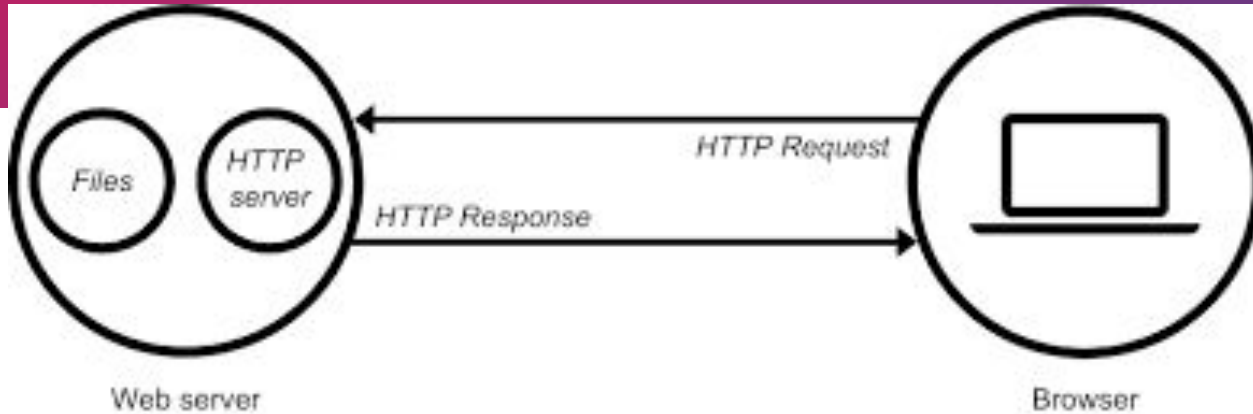 Files
HTTP
server
HTTP Request
HTTP Response
Web server
Browser